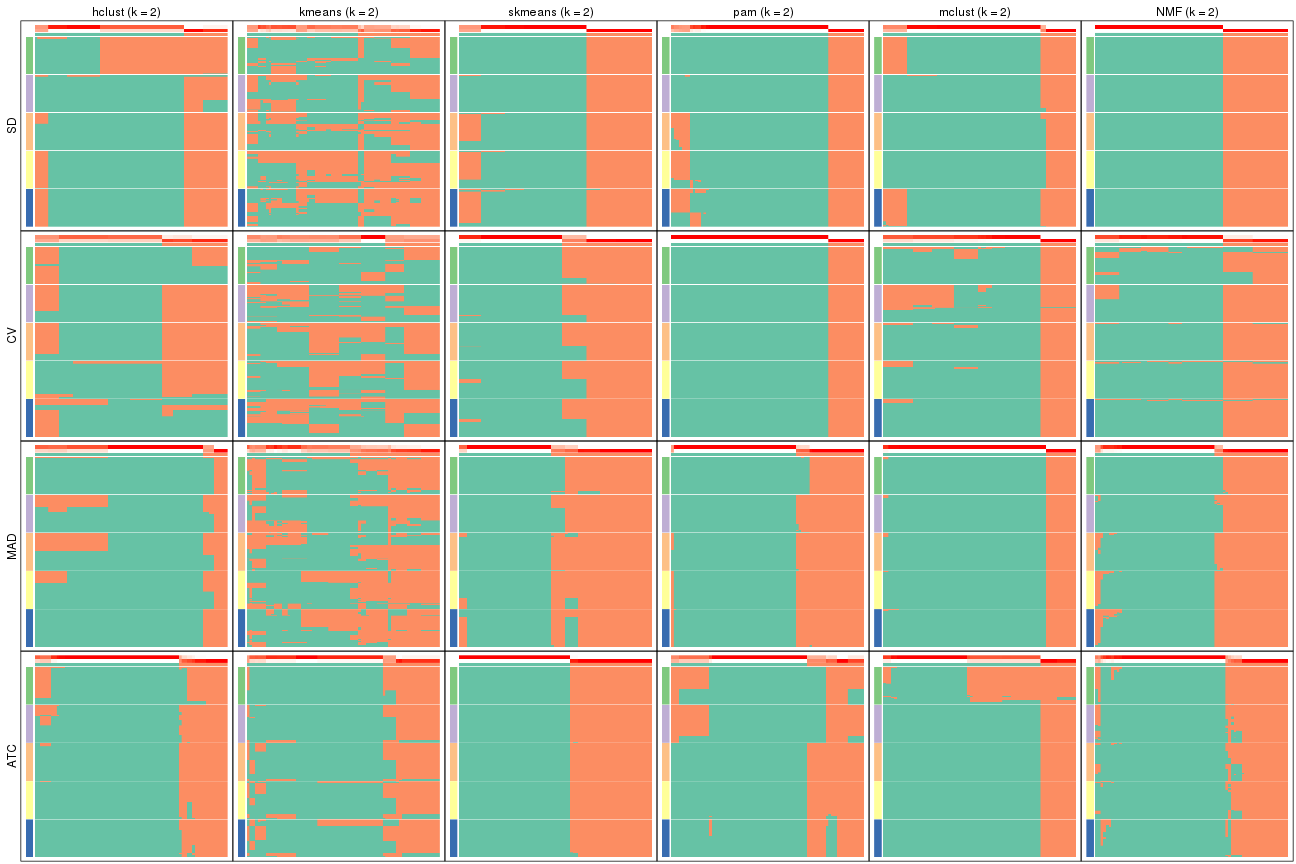 hclust (k = 2)
kmeans (k = 2)
skmeans (k = 2)
pam (k = 2)
mclust (k = 2)
NMF (k = 2)
SD
CV
MAD
ATC